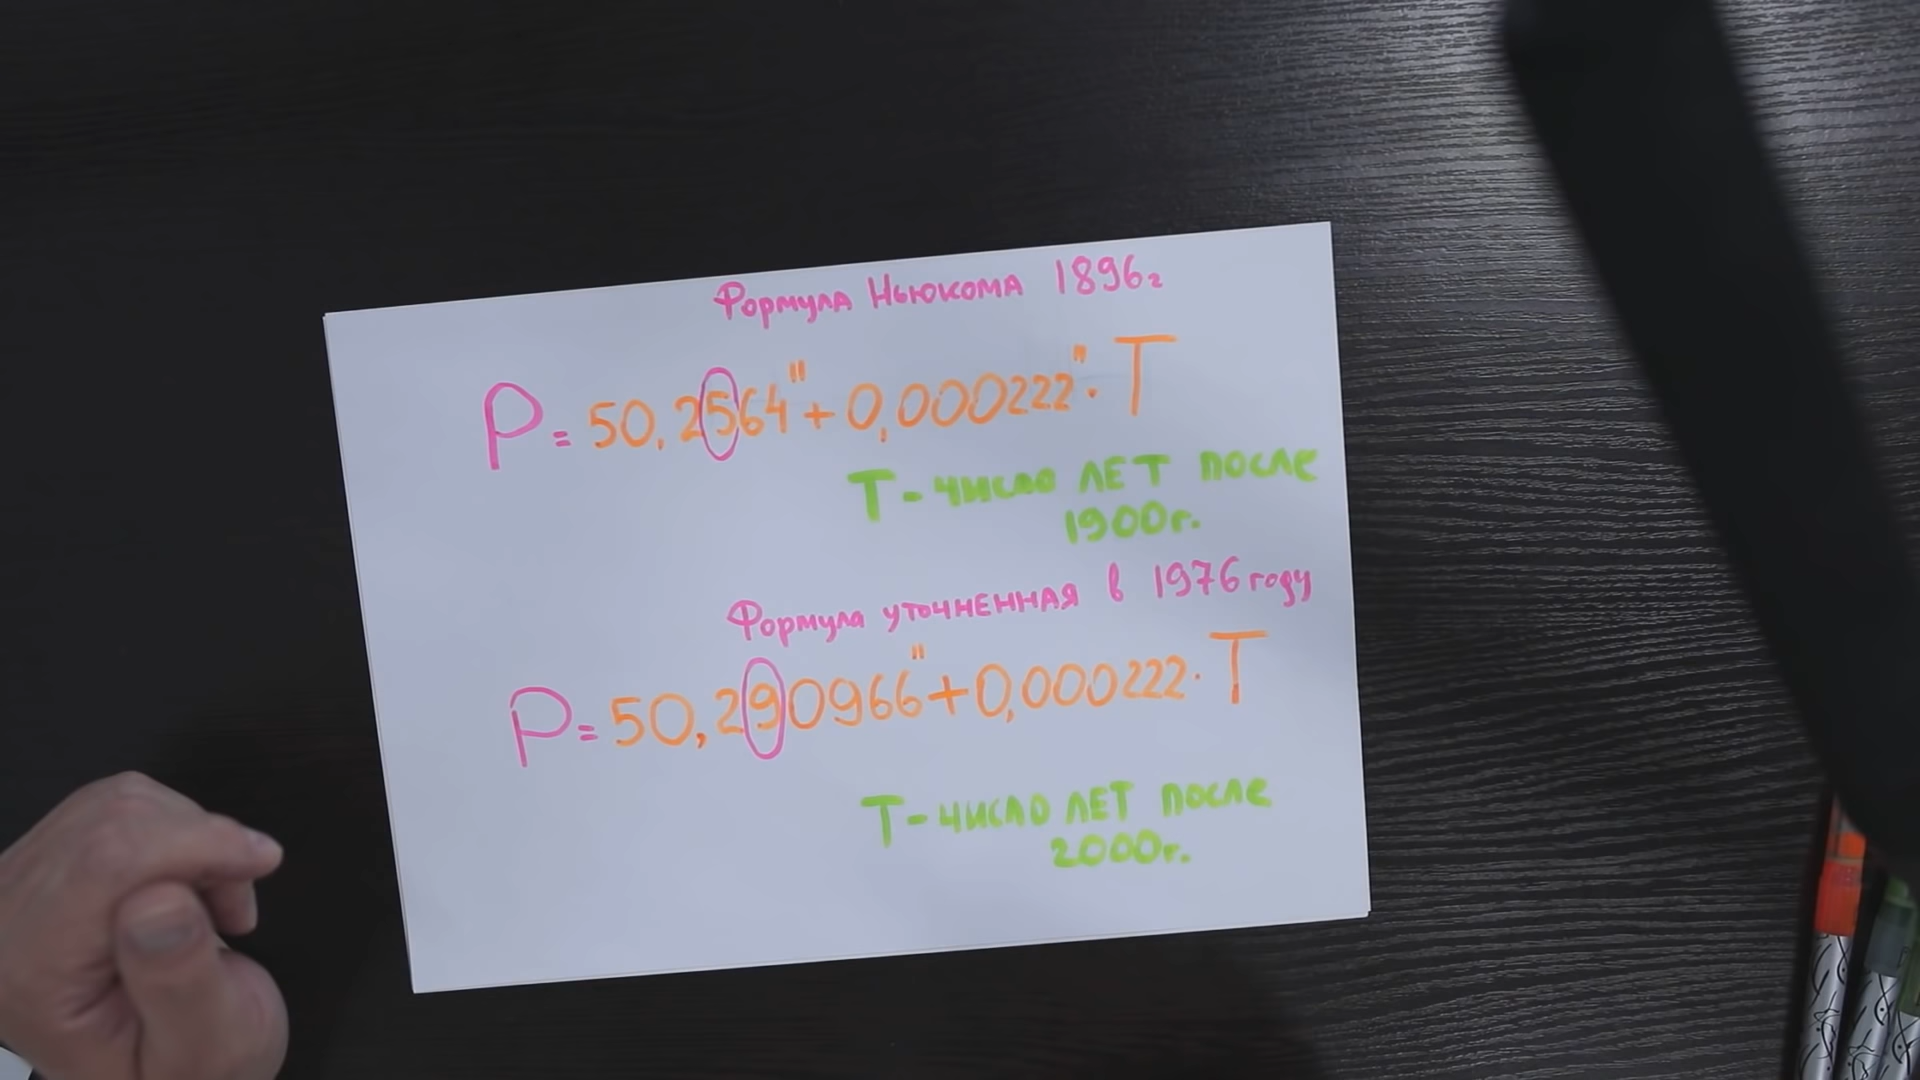 Формула Ньюкома 1896г
P = 50,2564" + 0,000222" · T
T - число лет после
1900г.
Формула уточненная в 1976 году
P = 50,290966" + 0,000222 · T
T - число лет после
2000г.